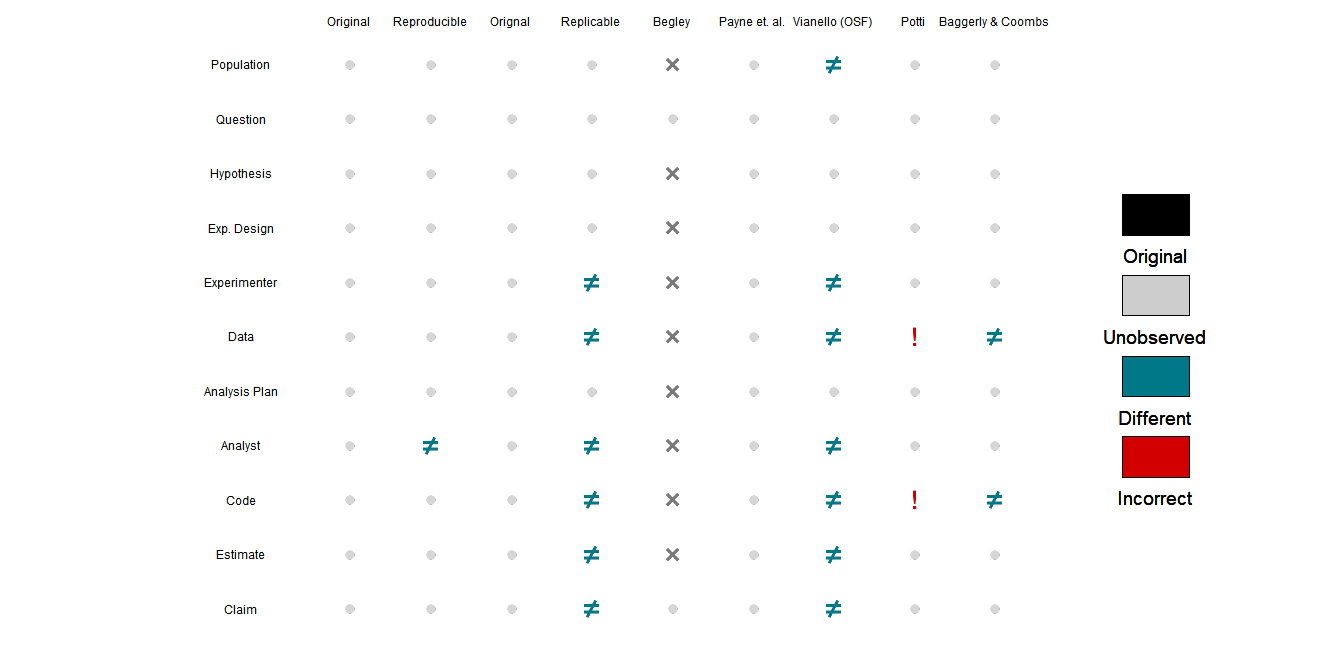 Original Reproducible Orignal Replicable Begley Payne et. al. Vianello (OSF) Potti Baggerly & Coombs
Population ≠
Question
Hypothesis
Exp. Design
Experimenter ≠ ≠
Data ≠ ≠ ! ≠
Analysis Plan
Analyst ≠ ≠ ≠
Code ≠ ≠ ! ≠
Estimate ≠ ≠
Claim ≠ ≠
Original
Unobserved
Different
Incorrect